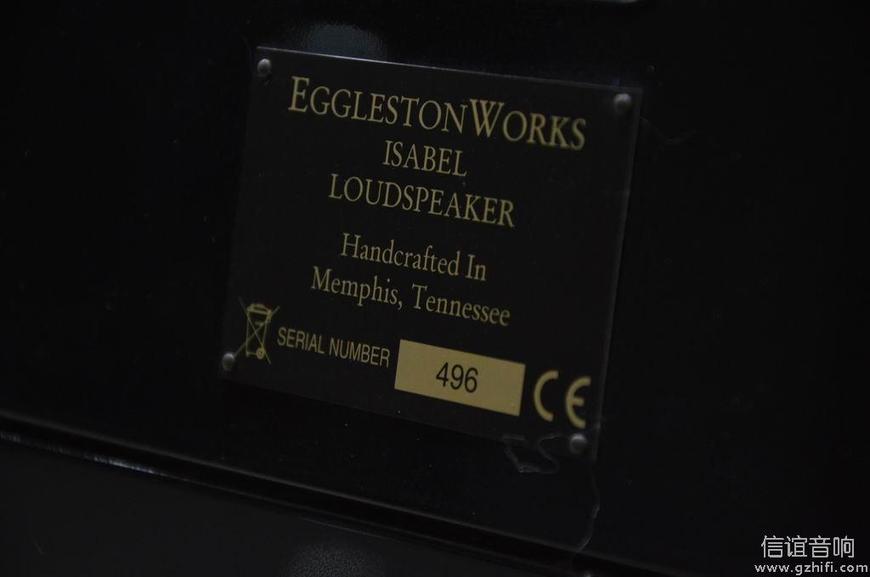 EGGLESTONWORKS
ISABEL
LOUDSPEAKER
Handcrafted In
Memphis, Tennessee
SERIAL NUMBER 496 CE
信谊音响
www.gzhifi.com